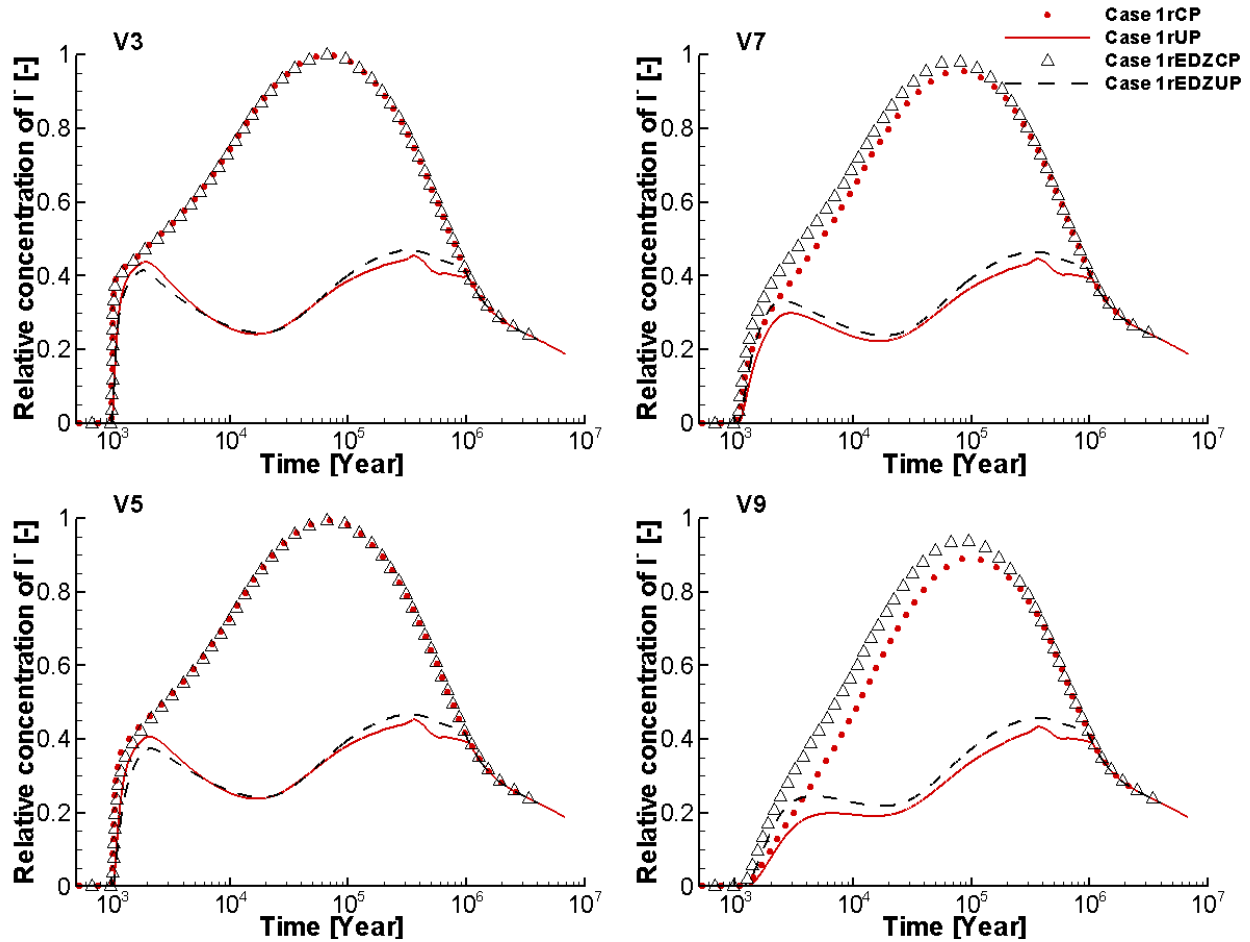 V3
Relative concentration of I⁻ [-]
1
0.8
0.6
0.4
0.2
0
10³ 10⁴ 10⁵ 10⁶ 10⁷
Time [Year]
V7
Case 1rCP
Case 1rUP
Case 1rEDZCP
Case 1rEDZUP
Relative concentration of I⁻ [-]
1
0.8
0.6
0.4
0.2
0
10³ 10⁴ 10⁵ 10⁶ 10⁷
Time [Year]
V5
Relative concentration of I⁻ [-]
1
0.8
0.6
0.4
0.2
0
10³ 10⁴ 10⁵ 10⁶ 10⁷
Time [Year]
V9
Relative concentration of I⁻ [-]
1
0.8
0.6
0.4
0.2
0
10³ 10⁴ 10⁵ 10⁶ 10⁷
Time [Year]